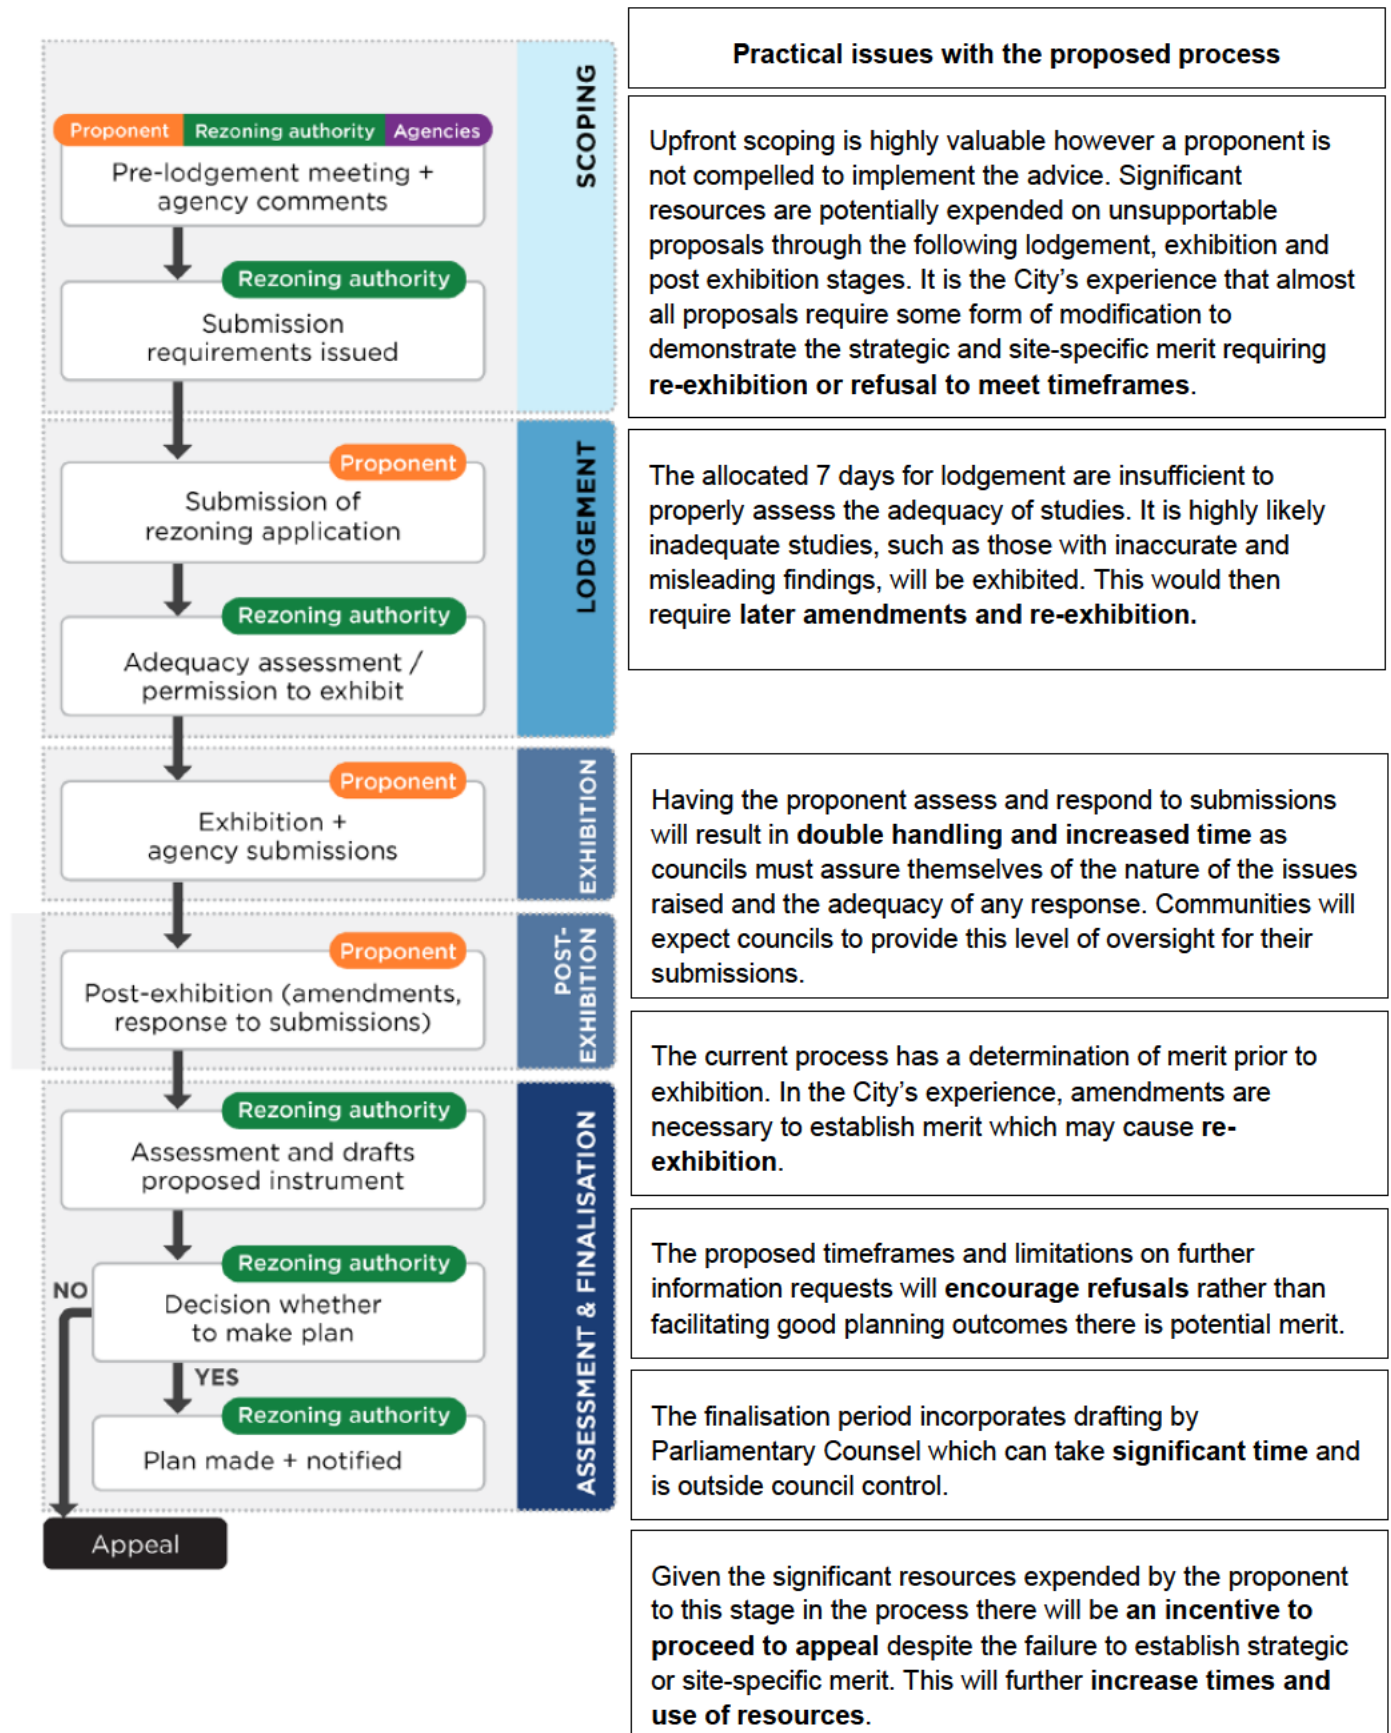 Practical issues with the proposed process
SCOPING
Proponent Rezoning authority Agencies
Pre-lodgement meeting +
agency comments
Rezoning authority
Submission
requirements issued
Upfront scoping is highly valuable however a proponent is
not compelled to implement the advice. Significant
resources are potentially expended on unsupportable
proposals through the following lodgement, exhibition and
post exhibition stages. It is the City’s experience that almost
all proposals require some form of modification to
demonstrate the strategic and site-specific merit requiring
re-exhibition or refusal to meet timeframes.
LODGEMENT
Proponent
Submission of
rezoning application
Rezoning authority
Adequacy assessment /
permission to exhibit
The allocated 7 days for lodgement are insufficient to
properly assess the adequacy of studies. It is highly likely
inadequate studies, such as those with inaccurate and
misleading findings, will be exhibited. This would then
require later amendments and re-exhibition.
EXHIBITION
Proponent
Exhibition +
agency submissions
Having the proponent assess and respond to submissions
will result in double handling and increased time as
councils must assure themselves of the nature of the issues
raised and the adequacy of any response. Communities will
expect councils to provide this level of oversight for their
submissions.
POST-
EXHIBITION
Proponent
Post-exhibition (amendments,
response to submissions)
The current process has a determination of merit prior to
exhibition. In the City’s experience, amendments are
necessary to establish merit which may cause re-
exhibition.
ASSESSMENT & FINALISATION
Rezoning authority
Assessment and drafts
proposed instrument
Rezoning authority
NO
Decision whether
to make plan
YES
Rezoning authority
Plan made + notified
Appeal
The proposed timeframes and limitations on further
information requests will encourage refusals rather than
facilitating good planning outcomes there is potential merit.
The finalisation period incorporates drafting by
Parliamentary Counsel which can take significant time and
is outside council control.
Given the significant resources expended by the proponent
to this stage in the process there will be an incentive to
proceed to appeal despite the failure to establish strategic
or site-specific merit. This will further increase times and
use of resources.